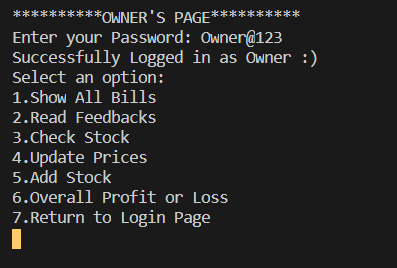 **********OWNER'S PAGE**********
Enter your Password: Owner@123
Successfully Logged in as Owner :)
Select an option:
1.Show All Bills
2.Read Feedbacks
3.Check Stock
4.Update Prices
5.Add Stock
6.Overall Profit or Loss
7.Return to Login Page